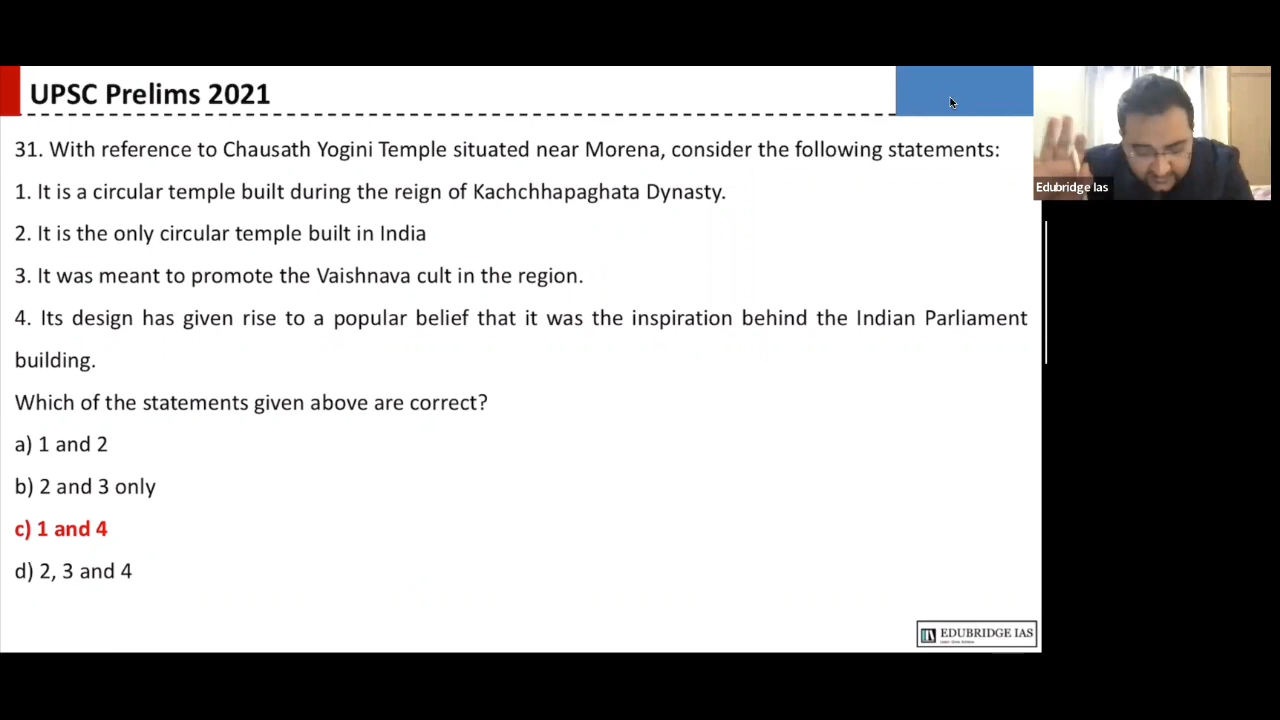 UPSC Prelims 2021
31. With reference to Chausath Yogini Temple situated near Morena, consider the following statements:
1. It is a circular temple built during the reign of Kachchhapaghata Dynasty.
2. It is the only circular temple built in India
3. It was meant to promote the Vaishnava cult in the region.
4. Its design has given rise to a popular belief that it was the inspiration behind the Indian Parliament
building.
Which of the statements given above are correct?
a) 1 and 2
b) 2 and 3 only
c) 1 and 4
d) 2, 3 and 4
Edubridge Ias
EDUBRIDGE IAS